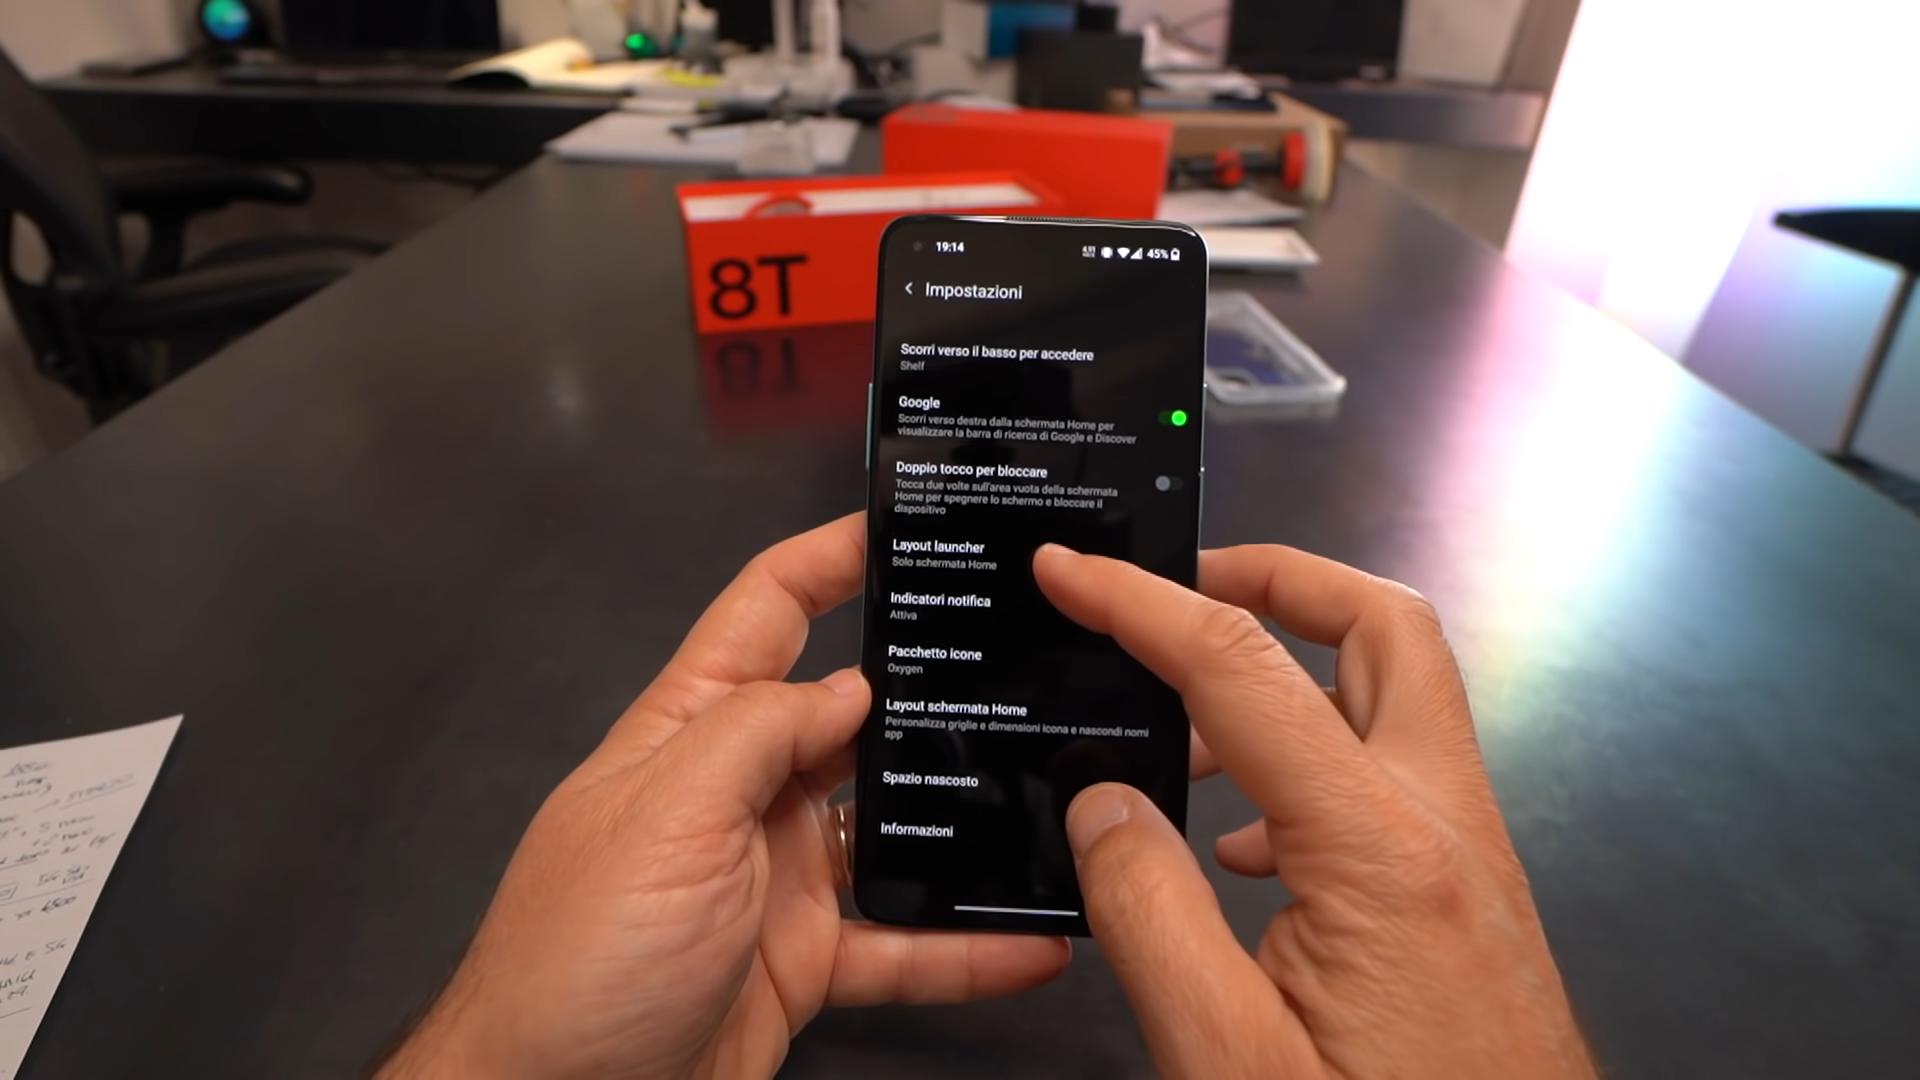 8T
19:14
45%
Impostazioni
Scorri verso il basso per accedere
Shelf
Google
Scorri verso destra dalla schermata Home per
visualizzare la barra di ricerca di Google e Discover
Doppio tocco per bloccare
Tocca due volte sull'area vuota della schermata
Home per spegnere lo schermo e bloccare il
dispositivo
Layout launcher
Solo schermata Home
Indicatori notifica
Attiva
Pacchetto icone
Oxygen
Layout schermata Home
Personalizza griglie e dimensioni icona e nascondi nomi
app
Spazio nascosto
Informazioni